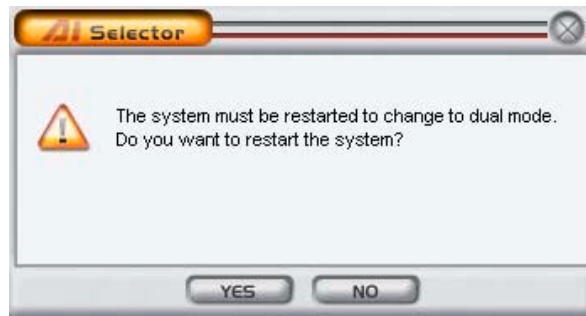 AI Selector
The system must be restarted to change to dual mode.
Do you want to restart the system?
YES NO